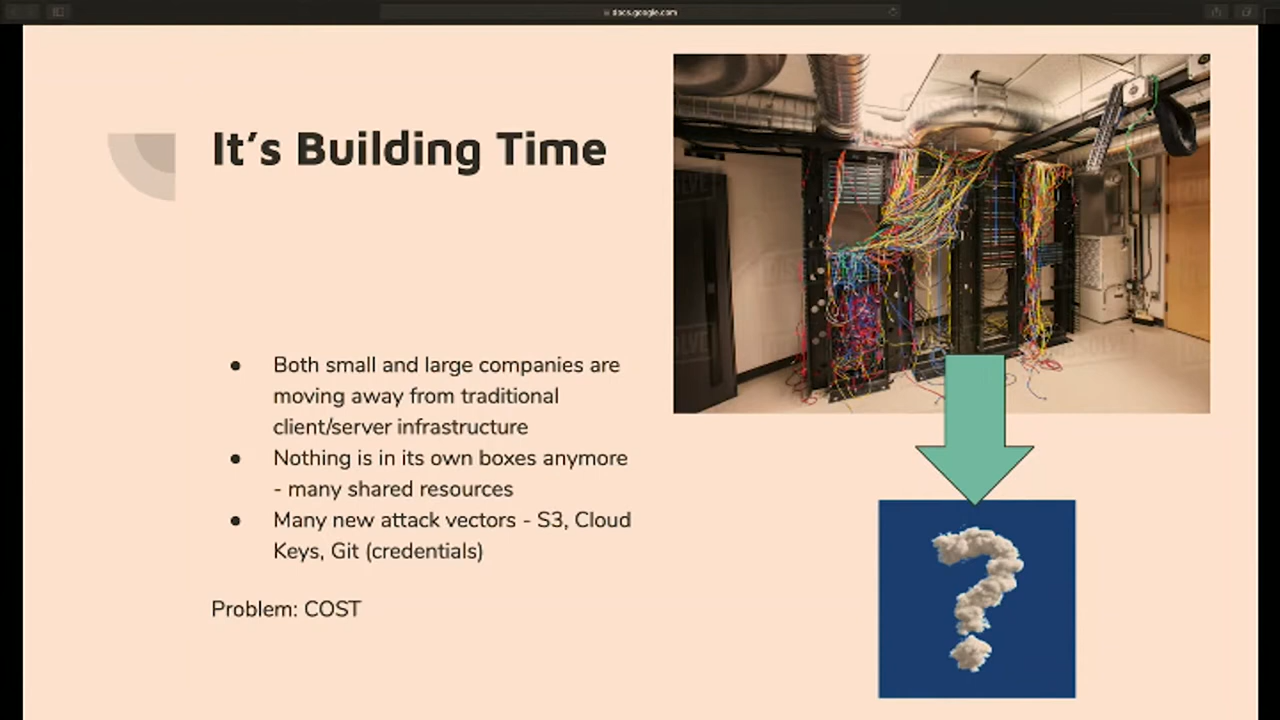 docs.google.com
It's Building Time
● Both small and large companies are
moving away from traditional
client/server infrastructure
● Nothing is in its own boxes anymore
- many shared resources
● Many new attack vectors - S3, Cloud
Keys, Git (credentials)
Problem: COST